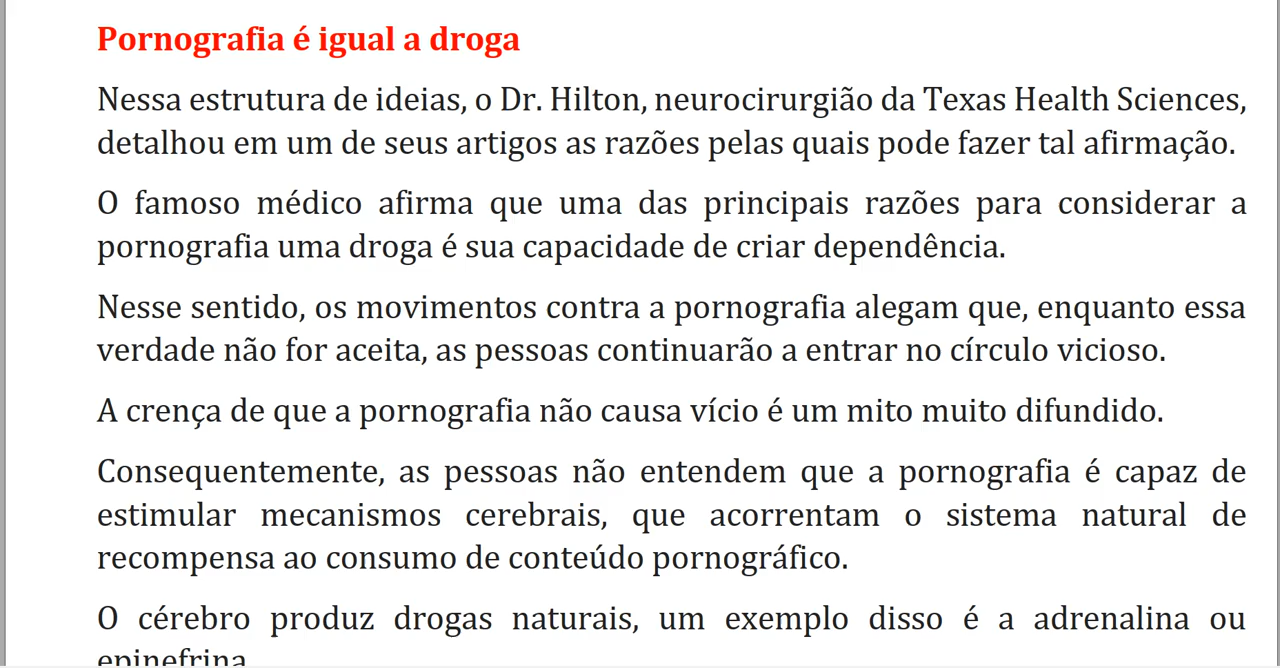 Pornografia é igual a droga
Nessa estrutura de ideias, o Dr. Hilton, neurocirurgião da Texas Health Sciences,
detalhou em um de seus artigos as razões pelas quais pode fazer tal afirmação.
O famoso médico afirma que uma das principais razões para considerar a
pornografia uma droga é sua capacidade de criar dependência.
Nesse sentido, os movimentos contra a pornografia alegam que, enquanto essa
verdade não for aceita, as pessoas continuarão a entrar no círculo vicioso.
A crença de que a pornografia não causa vício é um mito muito difundido.
Consequentemente, as pessoas não entendem que a pornografia é capaz de
estimular mecanismos cerebrais, que acorrentam o sistema natural de
recompensa ao consumo de conteúdo pornográfico.
O cérebro produz drogas naturais, um exemplo disso é a adrenalina ou
epinefrina